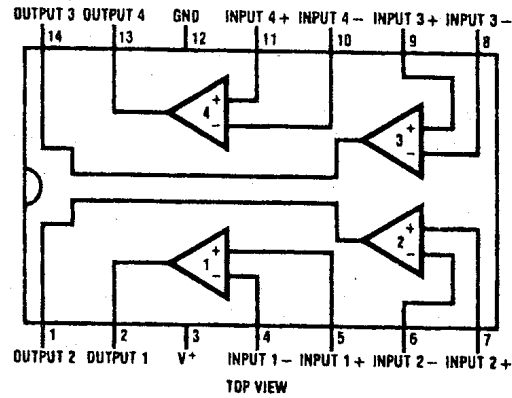 OUTPUT 3 OUTPUT 4 GND INPUT 4+ INPUT 4– INPUT 3+ INPUT 3–
14 13 12 11 10 9 8
+
4
–
+
3
–
+
2
–
+
1
–
1 2 3 4 5 6 7
OUTPUT 2 OUTPUT 1 V+ INPUT 1– INPUT 1+ INPUT 2– INPUT 2+
TOP VIEW